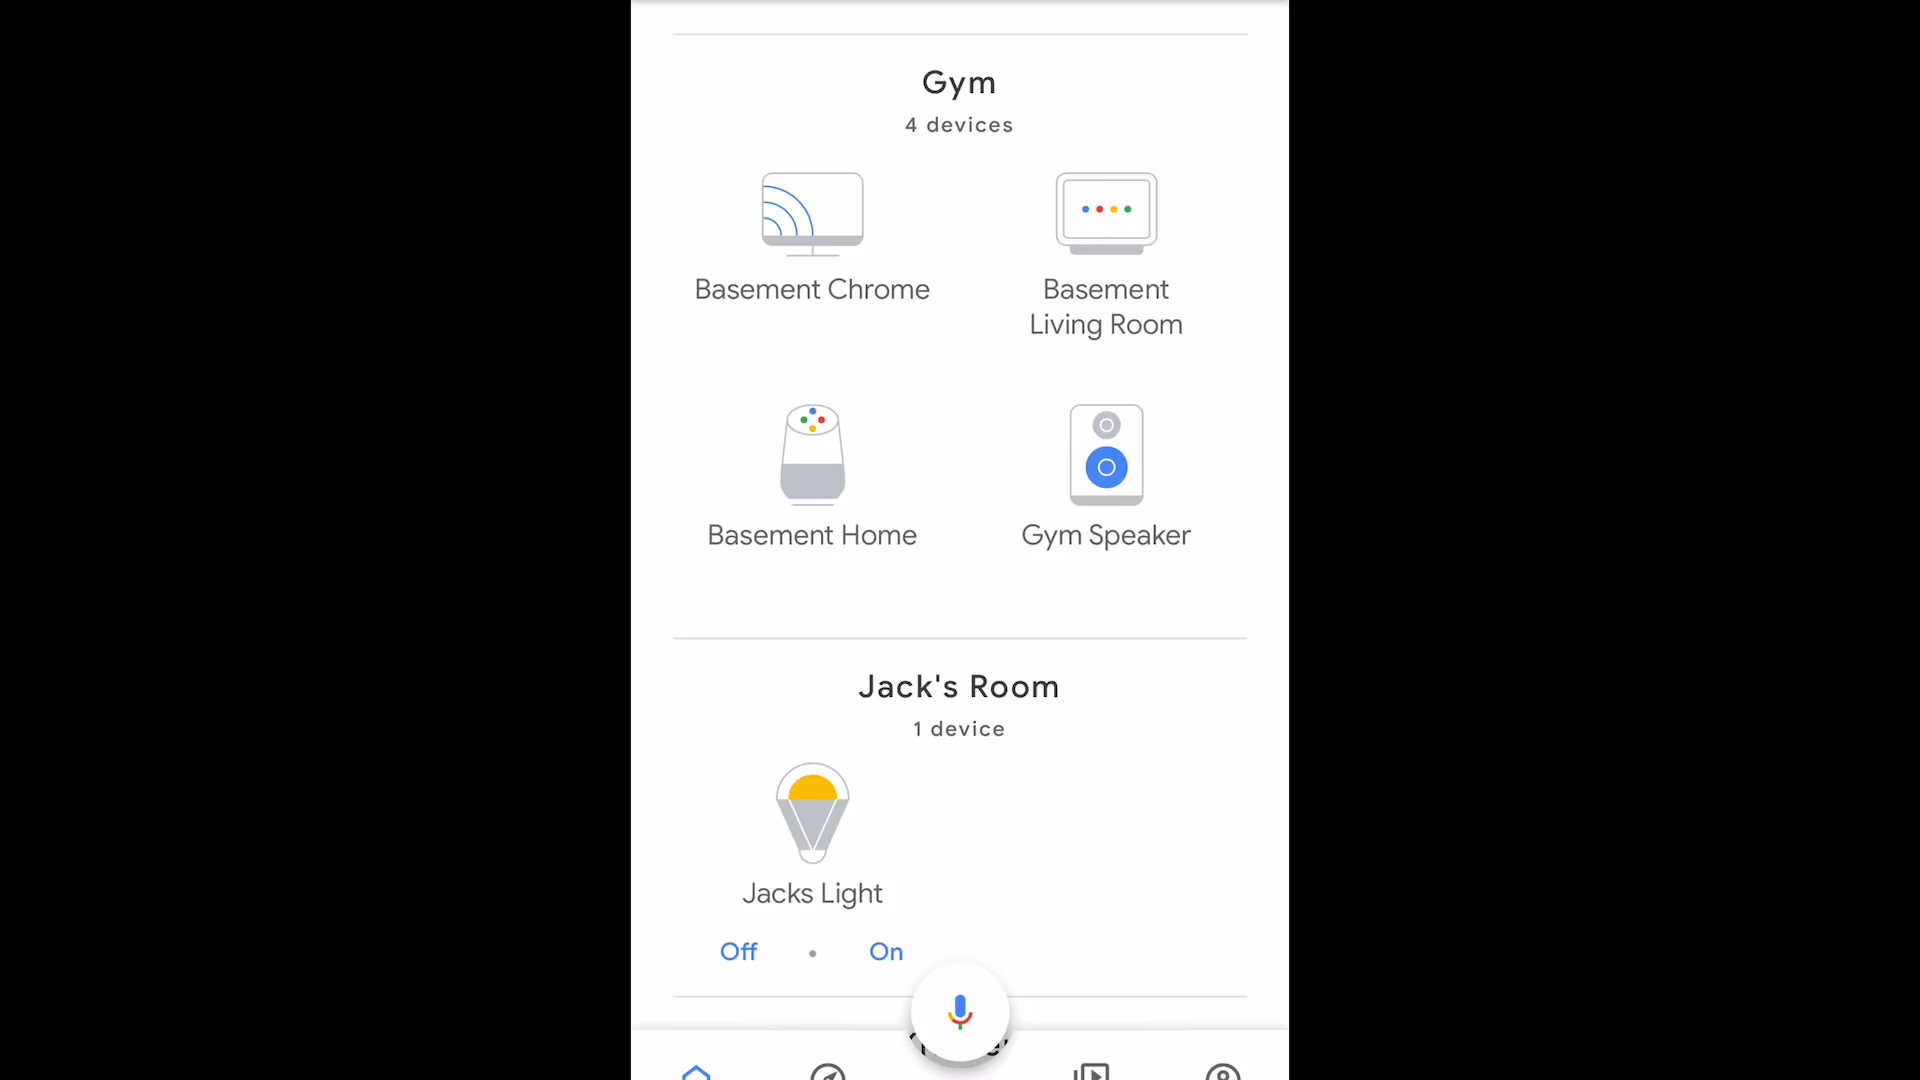 Gym
4 devices
Basement Chrome
Basement
Living Room
Basement Home
Gym Speaker
Jack's Room
1 device
Jacks Light
Off • On